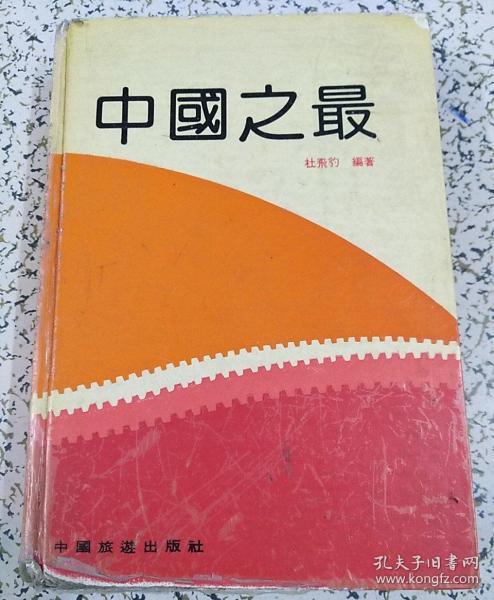 中國之最
杜飛豹 編著
中國旅遊出版社
孔夫子旧书网
www.kongfz.com